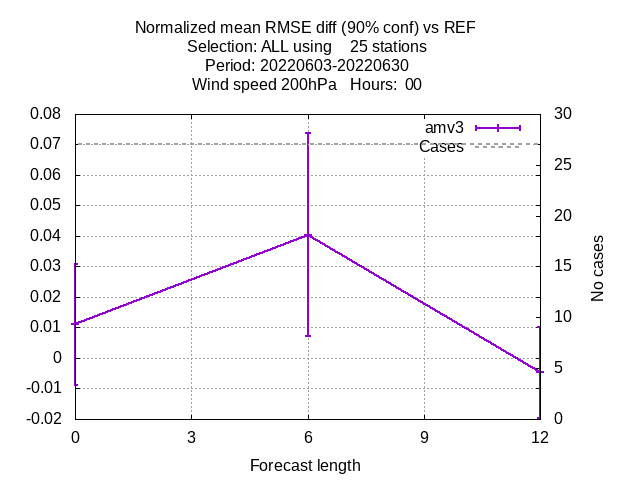 Normalized mean RMSE diff (90% conf) vs REF
Selection: ALL using 25 stations
Period: 20220603-20220630
Wind speed 200hPa Hours: 00
0.08
0.07
0.06
0.05
0.04
0.03
0.02
0.01
0
-0.01
-0.02
amv3
Cases
30
25
20
15
10
5
0
No cases
0 3 6 9 12
Forecast length